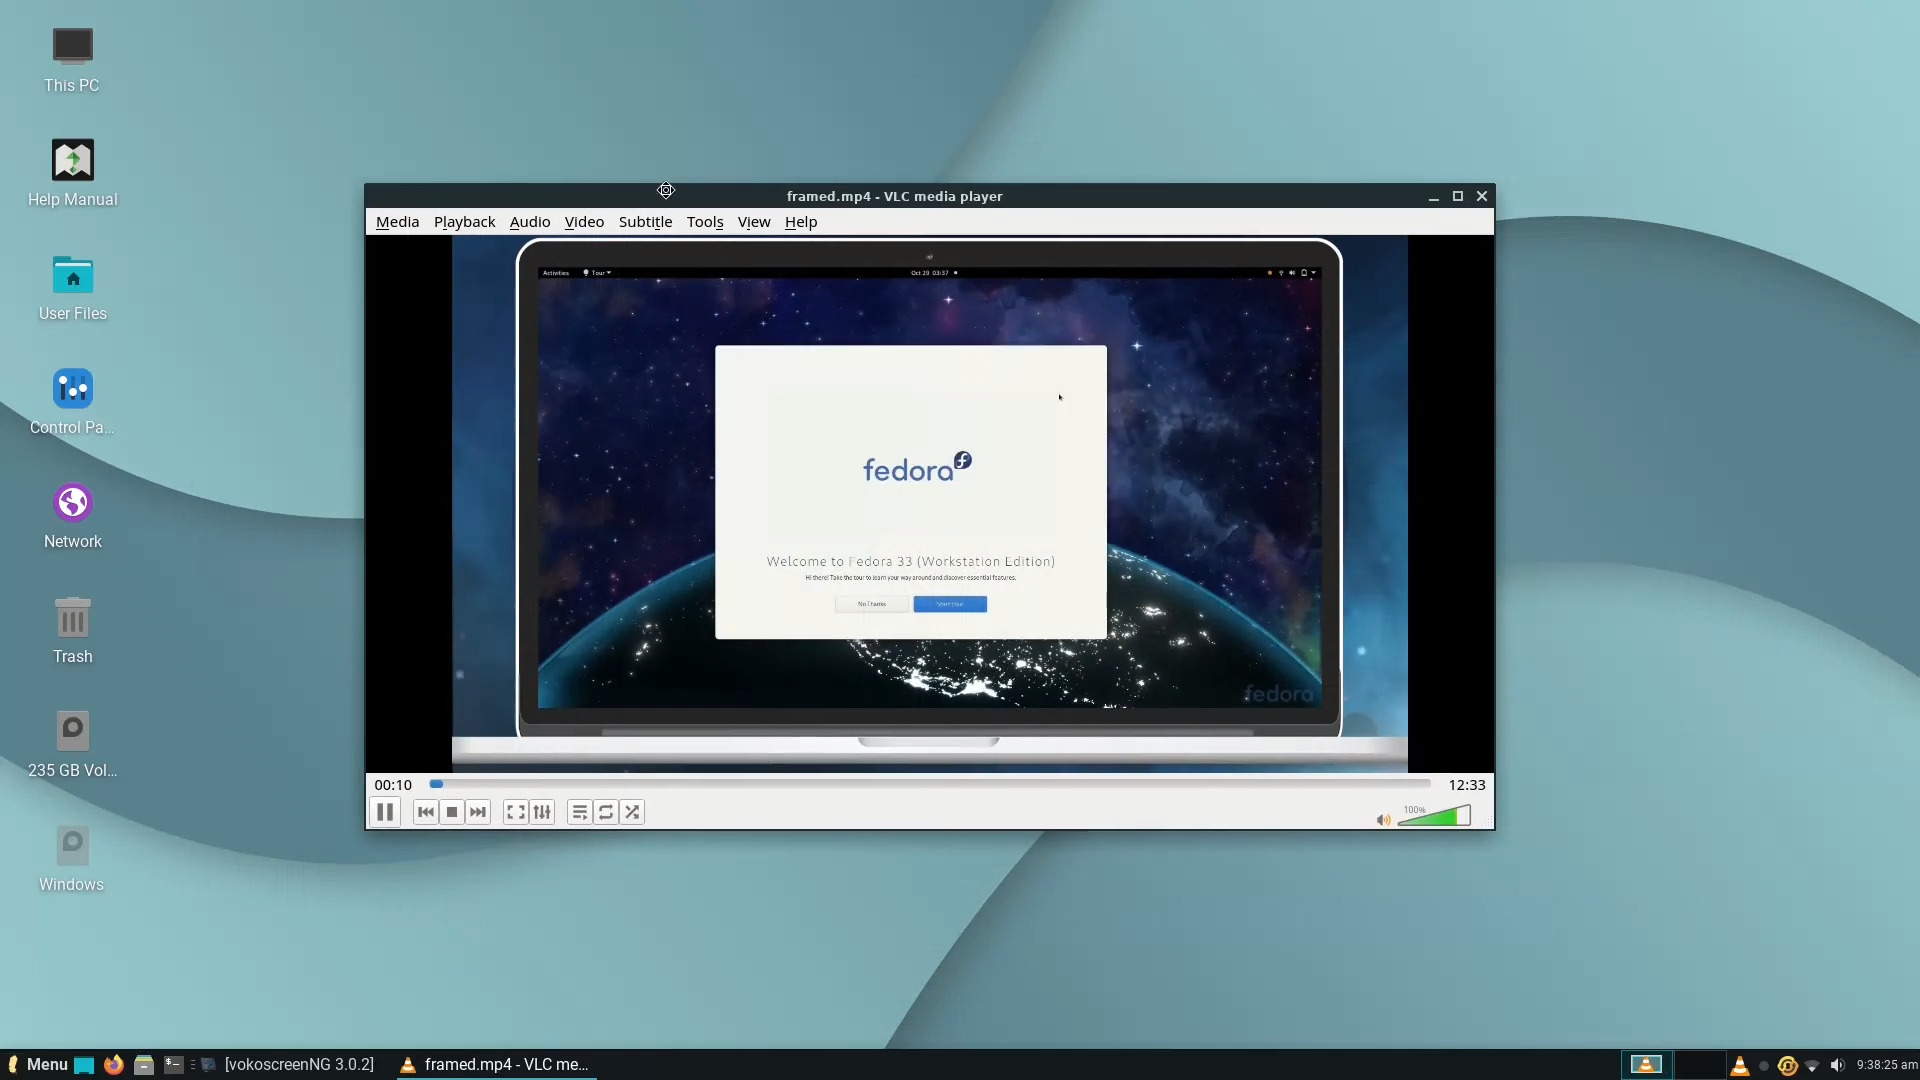 This PC
Help Manual
User Files
Control Pa...
Network
Trash
235 GB Vol...
Windows
framed.mp4 - VLC media player
Media Playback Audio Video Subtitle Tools View Help
Activities Tour Oct 29 03:37
fedora
Welcome to Fedora 33 (Workstation Edition)
Hi there! Take the tour to learn your way around and discover essential features.
No Thanks Start Tour
fedora
00:10 12:33
100%
Menu [vokoscreenNG 3.0.2] framed.mp4 - VLC me... 9:38:25 am